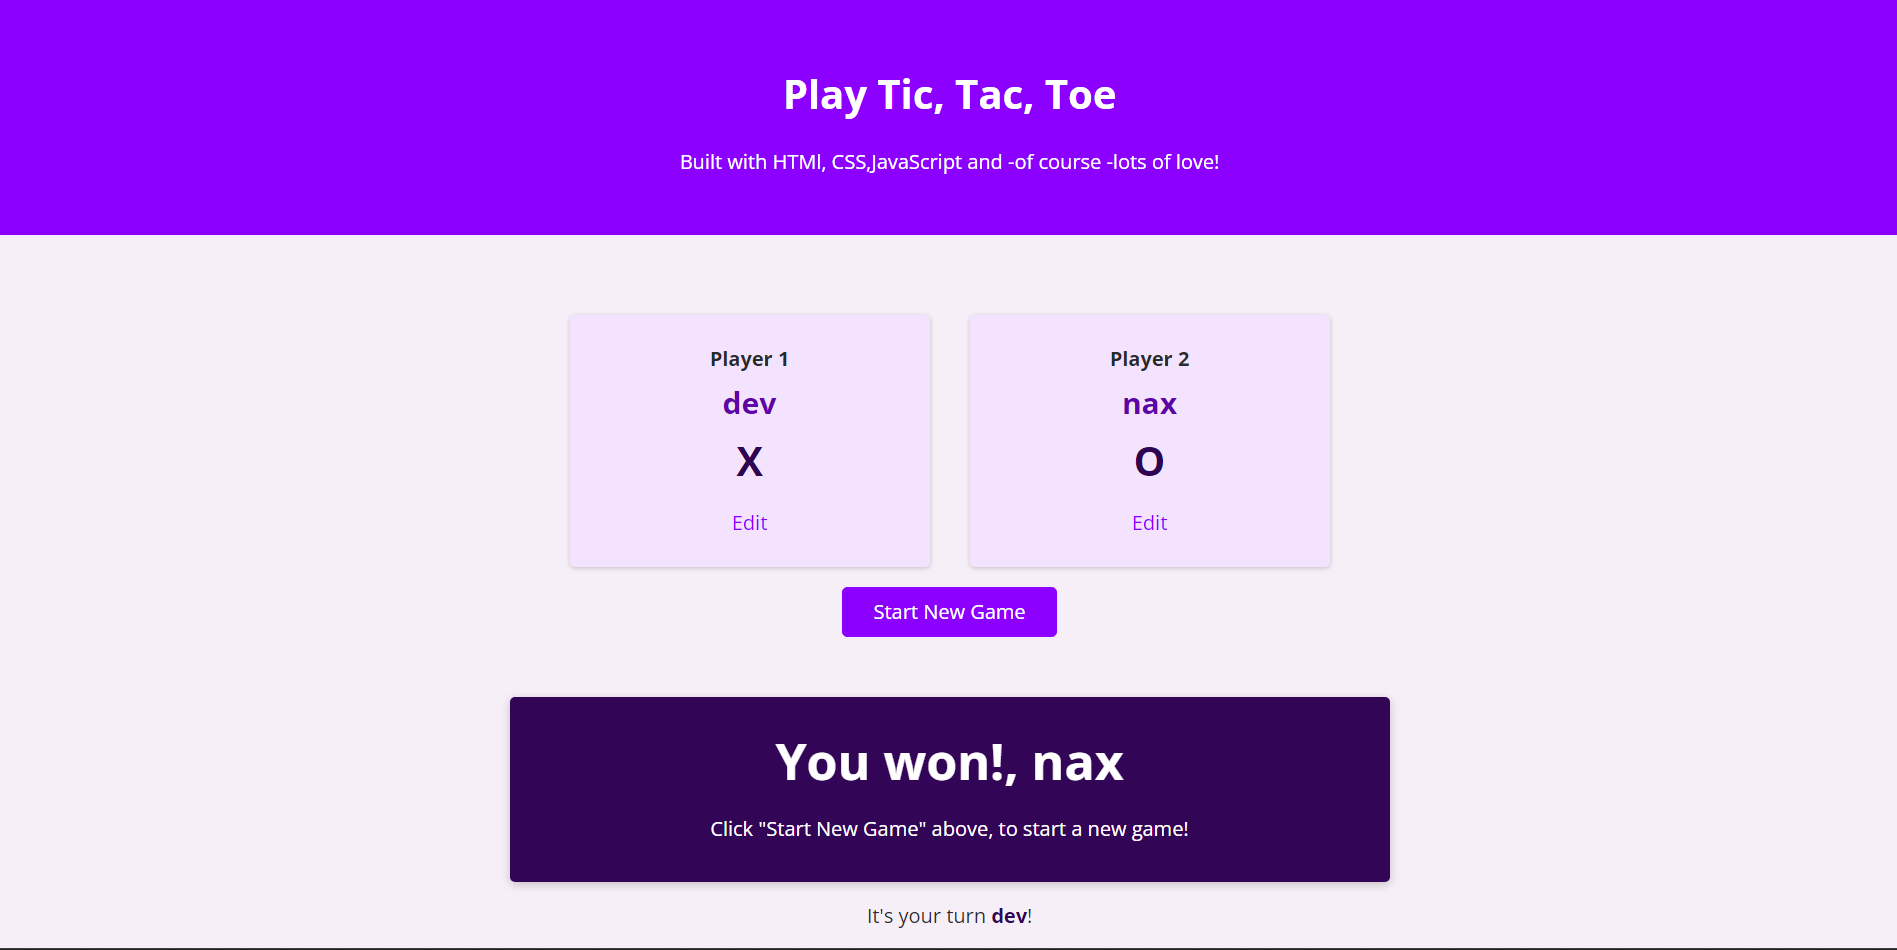 Play Tic, Tac, Toe
Built with HTMl, CSS,JavaScript and -of course -lots of love!
Player 1
dev
X
Edit
Player 2
nax
O
Edit
Start New Game
You won!, nax
Click "Start New Game" above, to start a new game!
It's your turn dev!